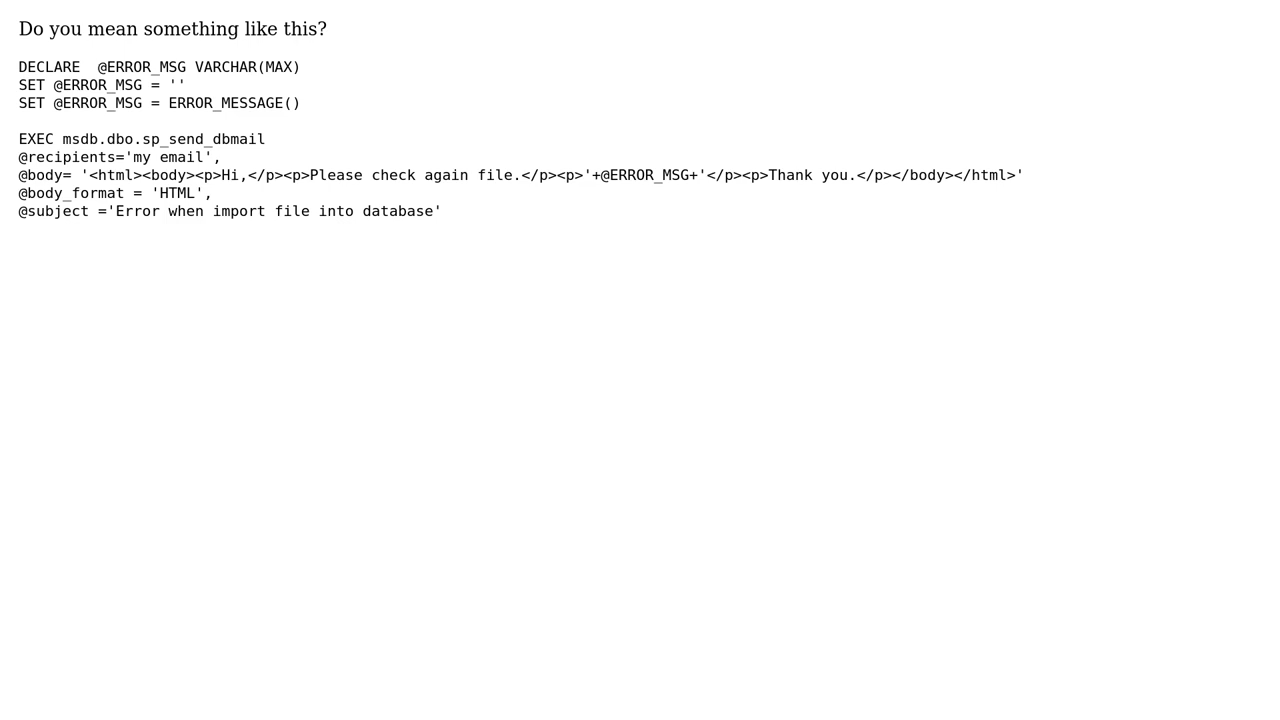 Do you mean something like this?
DECLARE  @ERROR_MSG VARCHAR(MAX)
SET @ERROR_MSG = ''
SET @ERROR_MSG = ERROR_MESSAGE()
EXEC msdb.dbo.sp_send_dbmail
@recipients='my email',
@body= '<html><body><p>Hi,</p><p>Please check again file.</p><p>'+@ERROR_MSG+'</p><p>Thank you.</p></body></html>'
@body_format = 'HTML',
@subject ='Error when import file into database'